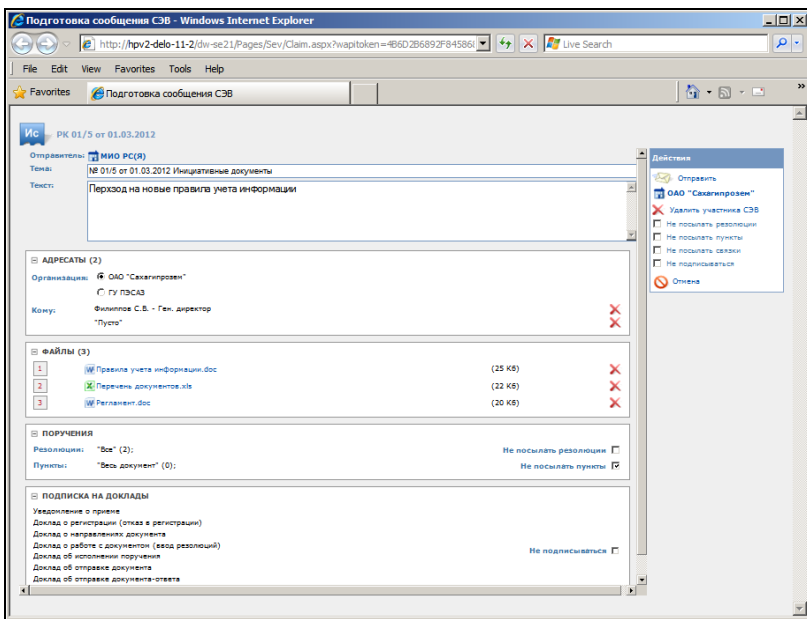 Подготовка сообщения СЭВ - Windows Internet Explorer
http://hpv2-delo-11-2/dw-se21/Pages/Sev/Claim.aspx?wapitoken=4B6D2B6892F84586
Live Search
File Edit View Favorites Tools Help
Favorites Подготовка сообщения СЭВ
Ис РК 01/5 от 01.03.2012
Отправитель: МИО РС(Я)
Тема: № 01/5 от 01.03.2012 Инициативные документы
Текст: Перхзод на новые правила учета информации
АДРЕСАТЫ (2)
Организация: ОАО "Сахагипрозем"
ГУ ПЭСАЗ
Кому: Филиппов С.В. - Ген. директор
"Пусто"
ФАЙЛЫ (3)
1 Правила учета информации.doc (25 Кб)
2 Перечень документов.xls (22 Кб)
3 Регламент.doc (20 Кб)
ПОРУЧЕНИЯ
Резолюции: "Все" (2); Не посылать резолюции
Пункты: "Весь документ" (0); Не посылать пункты
ПОДПИСКА НА ДОКЛАДЫ
Уведомление о приеме
Доклад о регистрации (отказ в регистрации)
Доклад о направлениях документа
Доклад о работе с документом (ввод резолюций)
Не подписываться
Доклад об исполнении поручения
Доклад об отправке документа
Доклад об отправке документа-ответа
Действия
Отправить
ОАО "Сахагипрозем"
Удалить участника СЭВ
Не посылать резолюции
Не посылать пункты
Не посылать связки
Не подписываться
Отмена